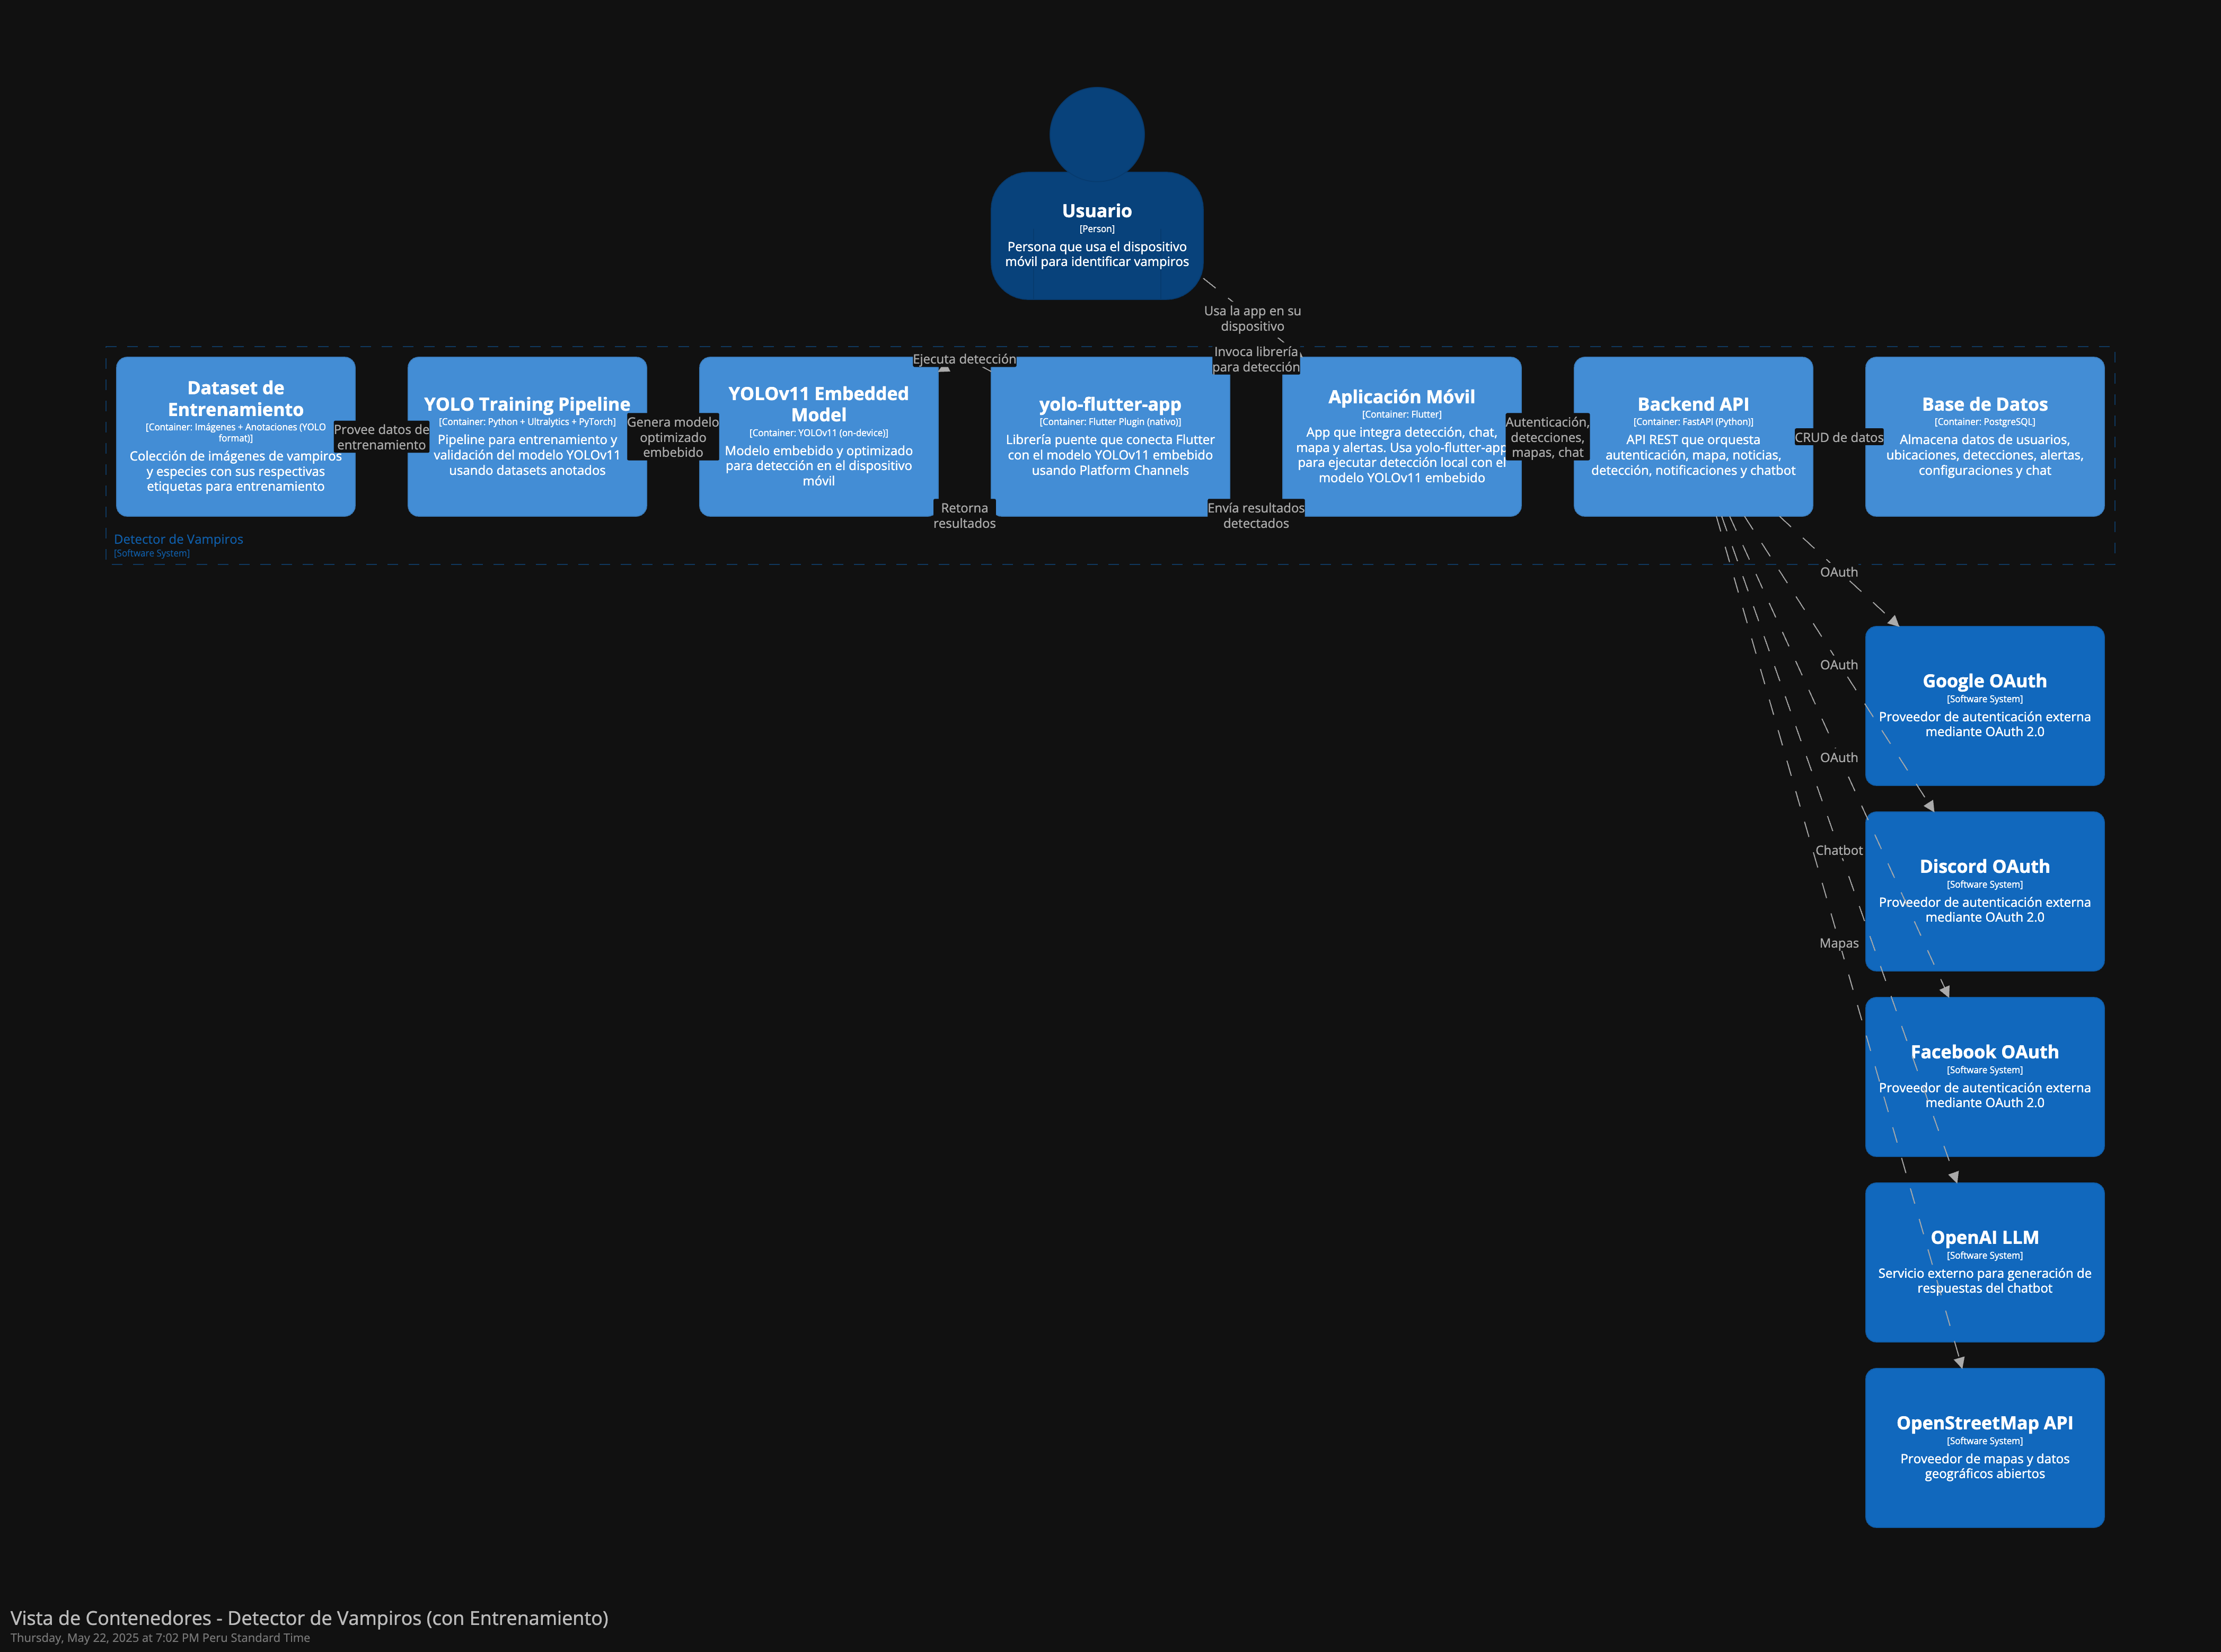 Usuario
[Person]
Persona que usa el dispositivo
móvil para identificar vampiros
Usa la app en su
dispositivo
Dataset de
Entrenamiento
[Container: Imágenes + Anotaciones (YOLO
format)]
Colección de imágenes de vampiros
y especies con sus respectivas
etiquetas para entrenamiento
Provee datos de
entrenamiento
YOLO Training Pipeline
[Container: Python + Ultralytics + PyTorch]
Pipeline para entrenamiento y
validación del modelo YOLOv11
usando datasets anotados
Genera modelo
optimizado
embebido
YOLOv11 Embedded
Model
[Container: YOLOv11 (on-device)]
Modelo embebido y optimizado
para detección en el dispositivo
móvil
Ejecuta detección
Retorna
resultados
yolo-flutter-app
[Container: Flutter Plugin (nativo)]
Librería puente que conecta Flutter
con el modelo YOLOv11 embebido
usando Platform Channels
Invoca librería
para detección
Envía resultados
detectados
Aplicación Móvil
[Container: Flutter]
App que integra detección, chat,
mapa y alertas. Usa yolo-flutter-app
para ejecutar detección local con el
modelo YOLOv11 embebido
Autenticación,
detecciones,
mapas, chat
Backend API
[Container: FastAPI (Python)]
API REST que orquesta
autenticación, mapa, noticias,
detección, notificaciones y chatbot
CRUD de datos
Base de Datos
[Container: PostgreSQL]
Almacena datos de usuarios,
ubicaciones, detecciones, alertas,
configuraciones y chat
Detector de Vampiros
[Software System]
OAuth
OAuth
OAuth
Chatbot
Mapas
Google OAuth
[Software System]
Proveedor de autenticación externa
mediante OAuth 2.0
Discord OAuth
[Software System]
Proveedor de autenticación externa
mediante OAuth 2.0
Facebook OAuth
[Software System]
Proveedor de autenticación externa
mediante OAuth 2.0
OpenAI LLM
[Software System]
Servicio externo para generación de
respuestas del chatbot
OpenStreetMap API
[Software System]
Proveedor de mapas y datos
geográficos abiertos
Vista de Contenedores - Detector de Vampiros (con Entrenamiento)
Thursday, May 22, 2025 at 7:02 PM Peru Standard Time